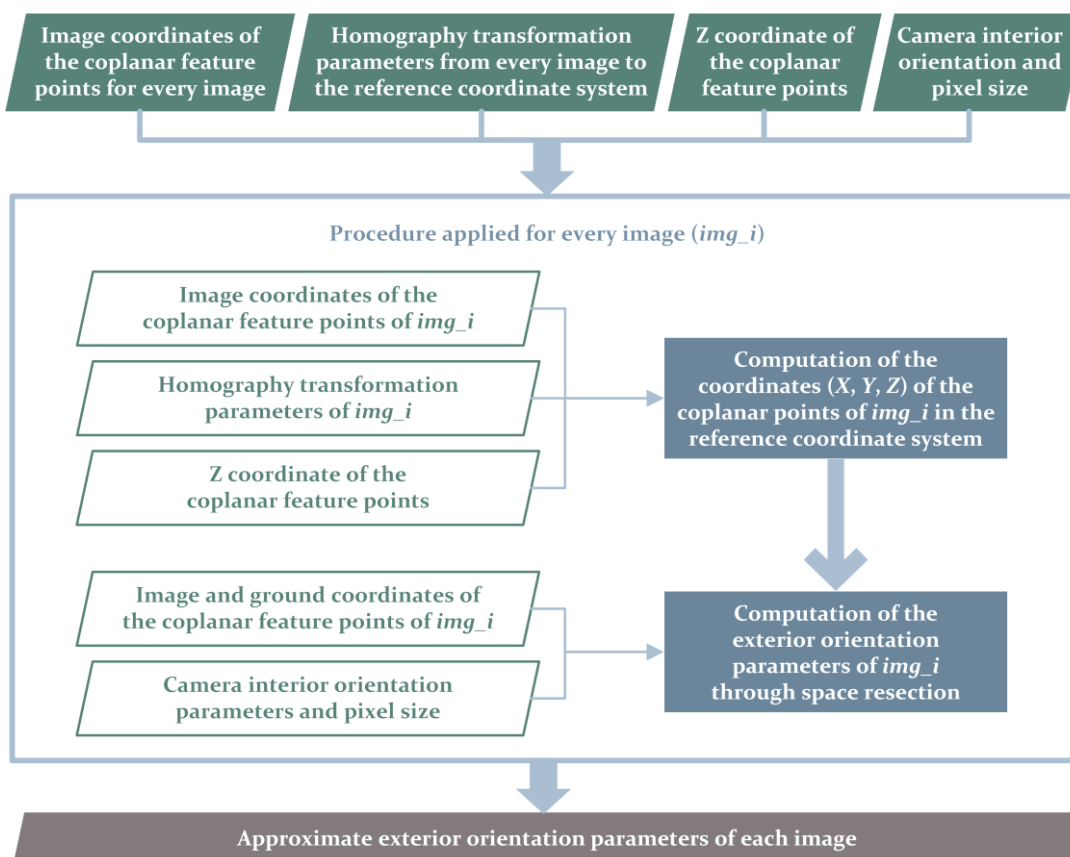 Image coordinates of
the coplanar feature
points for every image
Homography transformation
parameters from every image to
the reference coordinate system
Z coordinate of
the coplanar
feature points
Camera interior
orientation and
pixel size
Procedure applied for every image (img_i)
Image coordinates of the
coplanar feature points of img_i
Homography transformation
parameters of img_i
Z coordinate of the
coplanar feature points
Computation of the
coordinates (X, Y, Z) of the
coplanar points of img_i in the
reference coordinate system
Image and ground coordinates of
the coplanar feature points of img_i
Camera interior orientation
parameters and pixel size
Computation of the
exterior orientation
parameters of img_i
through space resection
Approximate exterior orientation parameters of each image